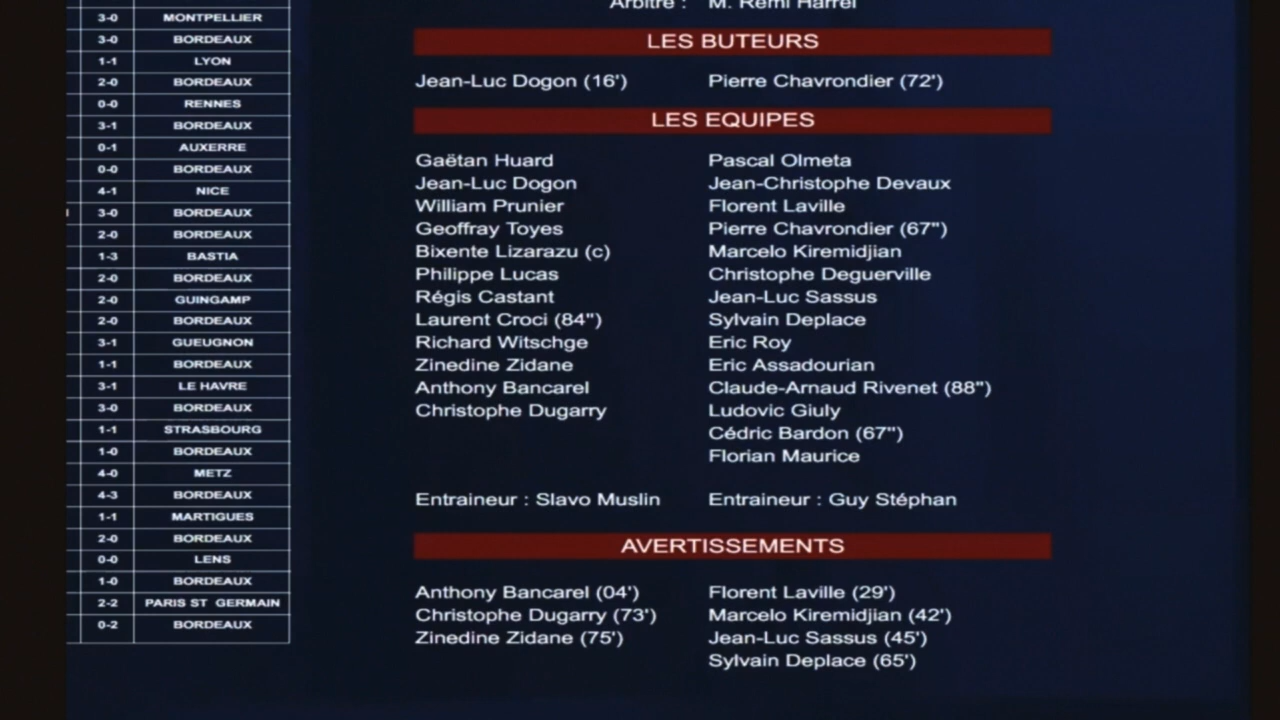 3-0 MONTPELLIER
3-0 BORDEAUX
1-1 LYON
2-0 BORDEAUX
0-0 RENNES
3-1 BORDEAUX
0-1 AUXERRE
0-0 BORDEAUX
4-1 NICE
3-0 BORDEAUX
2-0 BORDEAUX
1-3 BASTIA
2-0 BORDEAUX
2-0 GUINGAMP
2-0 BORDEAUX
3-1 GUEUGNON
1-1 BORDEAUX
3-1 LE HAVRE
3-0 BORDEAUX
1-1 STRASBOURG
1-0 BORDEAUX
4-0 METZ
4-3 BORDEAUX
1-1 MARTIGUES
2-0 BORDEAUX
0-0 LENS
1-0 BORDEAUX
2-2 PARIS ST GERMAIN
0-2 BORDEAUX
Arbitre : M. Rémi Harrel
LES BUTEURS
Jean-Luc Dogon (16') Pierre Chavrondier (72')
LES EQUIPES
Gaëtan Huard Pascal Olmeta
Jean-Luc Dogon Jean-Christophe Devaux
William Prunier Florent Laville
Geoffray Toyes Pierre Chavrondier (67'')
Bixente Lizarazu (c) Marcelo Kiremidjian
Philippe Lucas Christophe Deguerville
Régis Castant Jean-Luc Sassus
Laurent Croci (84'') Sylvain Deplace
Richard Witschge Eric Roy
Zinedine Zidane Eric Assadourian
Anthony Bancarel Claude-Arnaud Rivenet (88'')
Christophe Dugarry Ludovic Giuly
Cédric Bardon (67'')
Florian Maurice
Entraineur : Slavo Muslin Entraineur : Guy Stéphan
AVERTISSEMENTS
Anthony Bancarel (04') Florent Laville (29')
Christophe Dugarry (73') Marcelo Kiremidjian (42')
Zinedine Zidane (75') Jean-Luc Sassus (45')
Sylvain Deplace (65')